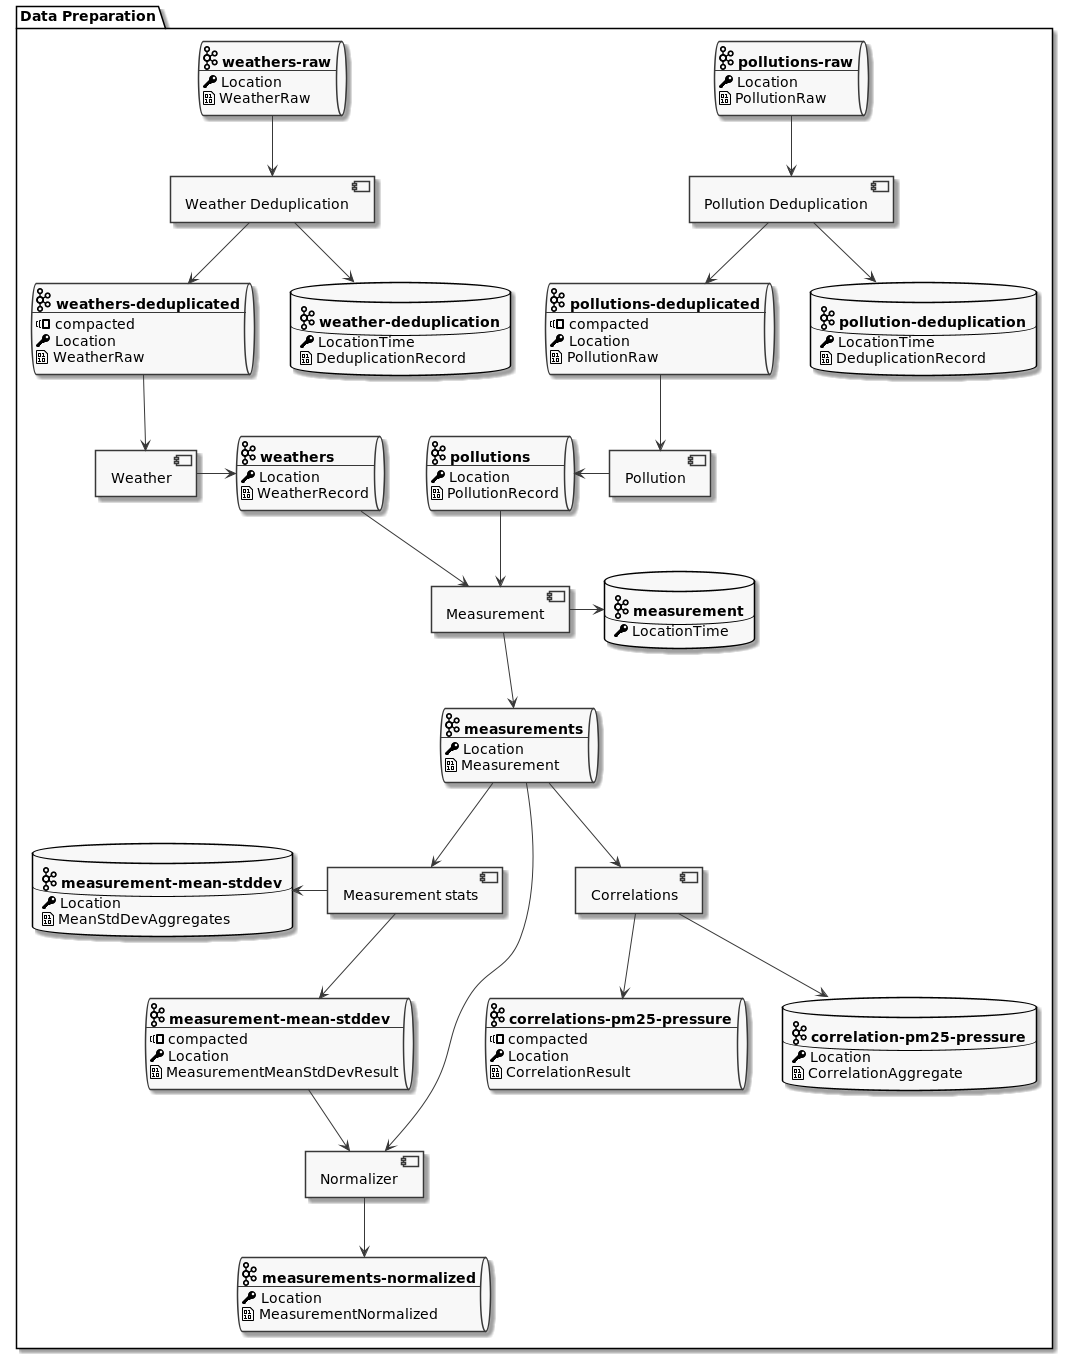 Data Preparation
weathers-raw
Location
WeatherRaw
pollutions-raw
Location
PollutionRaw
Weather Deduplication
Pollution Deduplication
weathers-deduplicated
compacted
Location
WeatherRaw
weather-deduplication
LocationTime
DeduplicationRecord
pollutions-deduplicated
compacted
Location
PollutionRaw
pollution-deduplication
LocationTime
DeduplicationRecord
Weather
weathers
Location
WeatherRecord
pollutions
Location
PollutionRecord
Pollution
Measurement
measurement
LocationTime
measurements
Location
Measurement
measurement-mean-stddev
Location
MeanStdDevAggregates
Measurement stats
Correlations
measurement-mean-stddev
compacted
Location
MeasurementMeanStdDevResult
correlations-pm25-pressure
compacted
Location
CorrelationResult
correlation-pm25-pressure
Location
CorrelationAggregate
Normalizer
measurements-normalized
Location
MeasurementNormalized